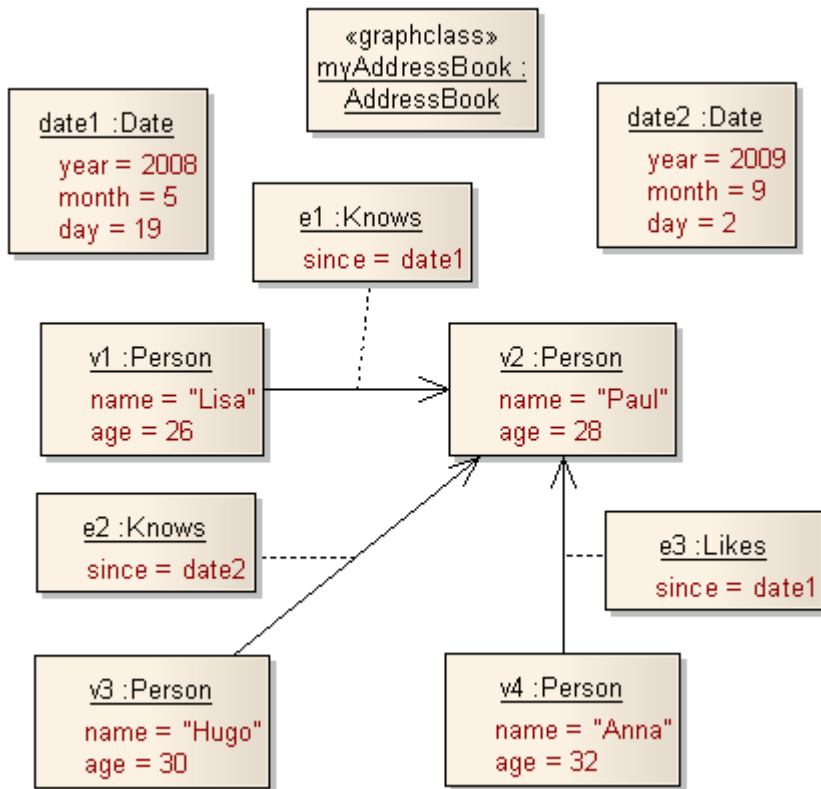 «graphclass»
myAddressBook :
AddressBook
date1 :Date
year = 2008
month = 5
day = 19
date2 :Date
year = 2009
month = 9
day = 2
e1 :Knows
since = date1
v1 :Person
name = "Lisa"
age = 26
v2 :Person
name = "Paul"
age = 28
e2 :Knows
since = date2
e3 :Likes
since = date1
v3 :Person
name = "Hugo"
age = 30
v4 :Person
name = "Anna"
age = 32